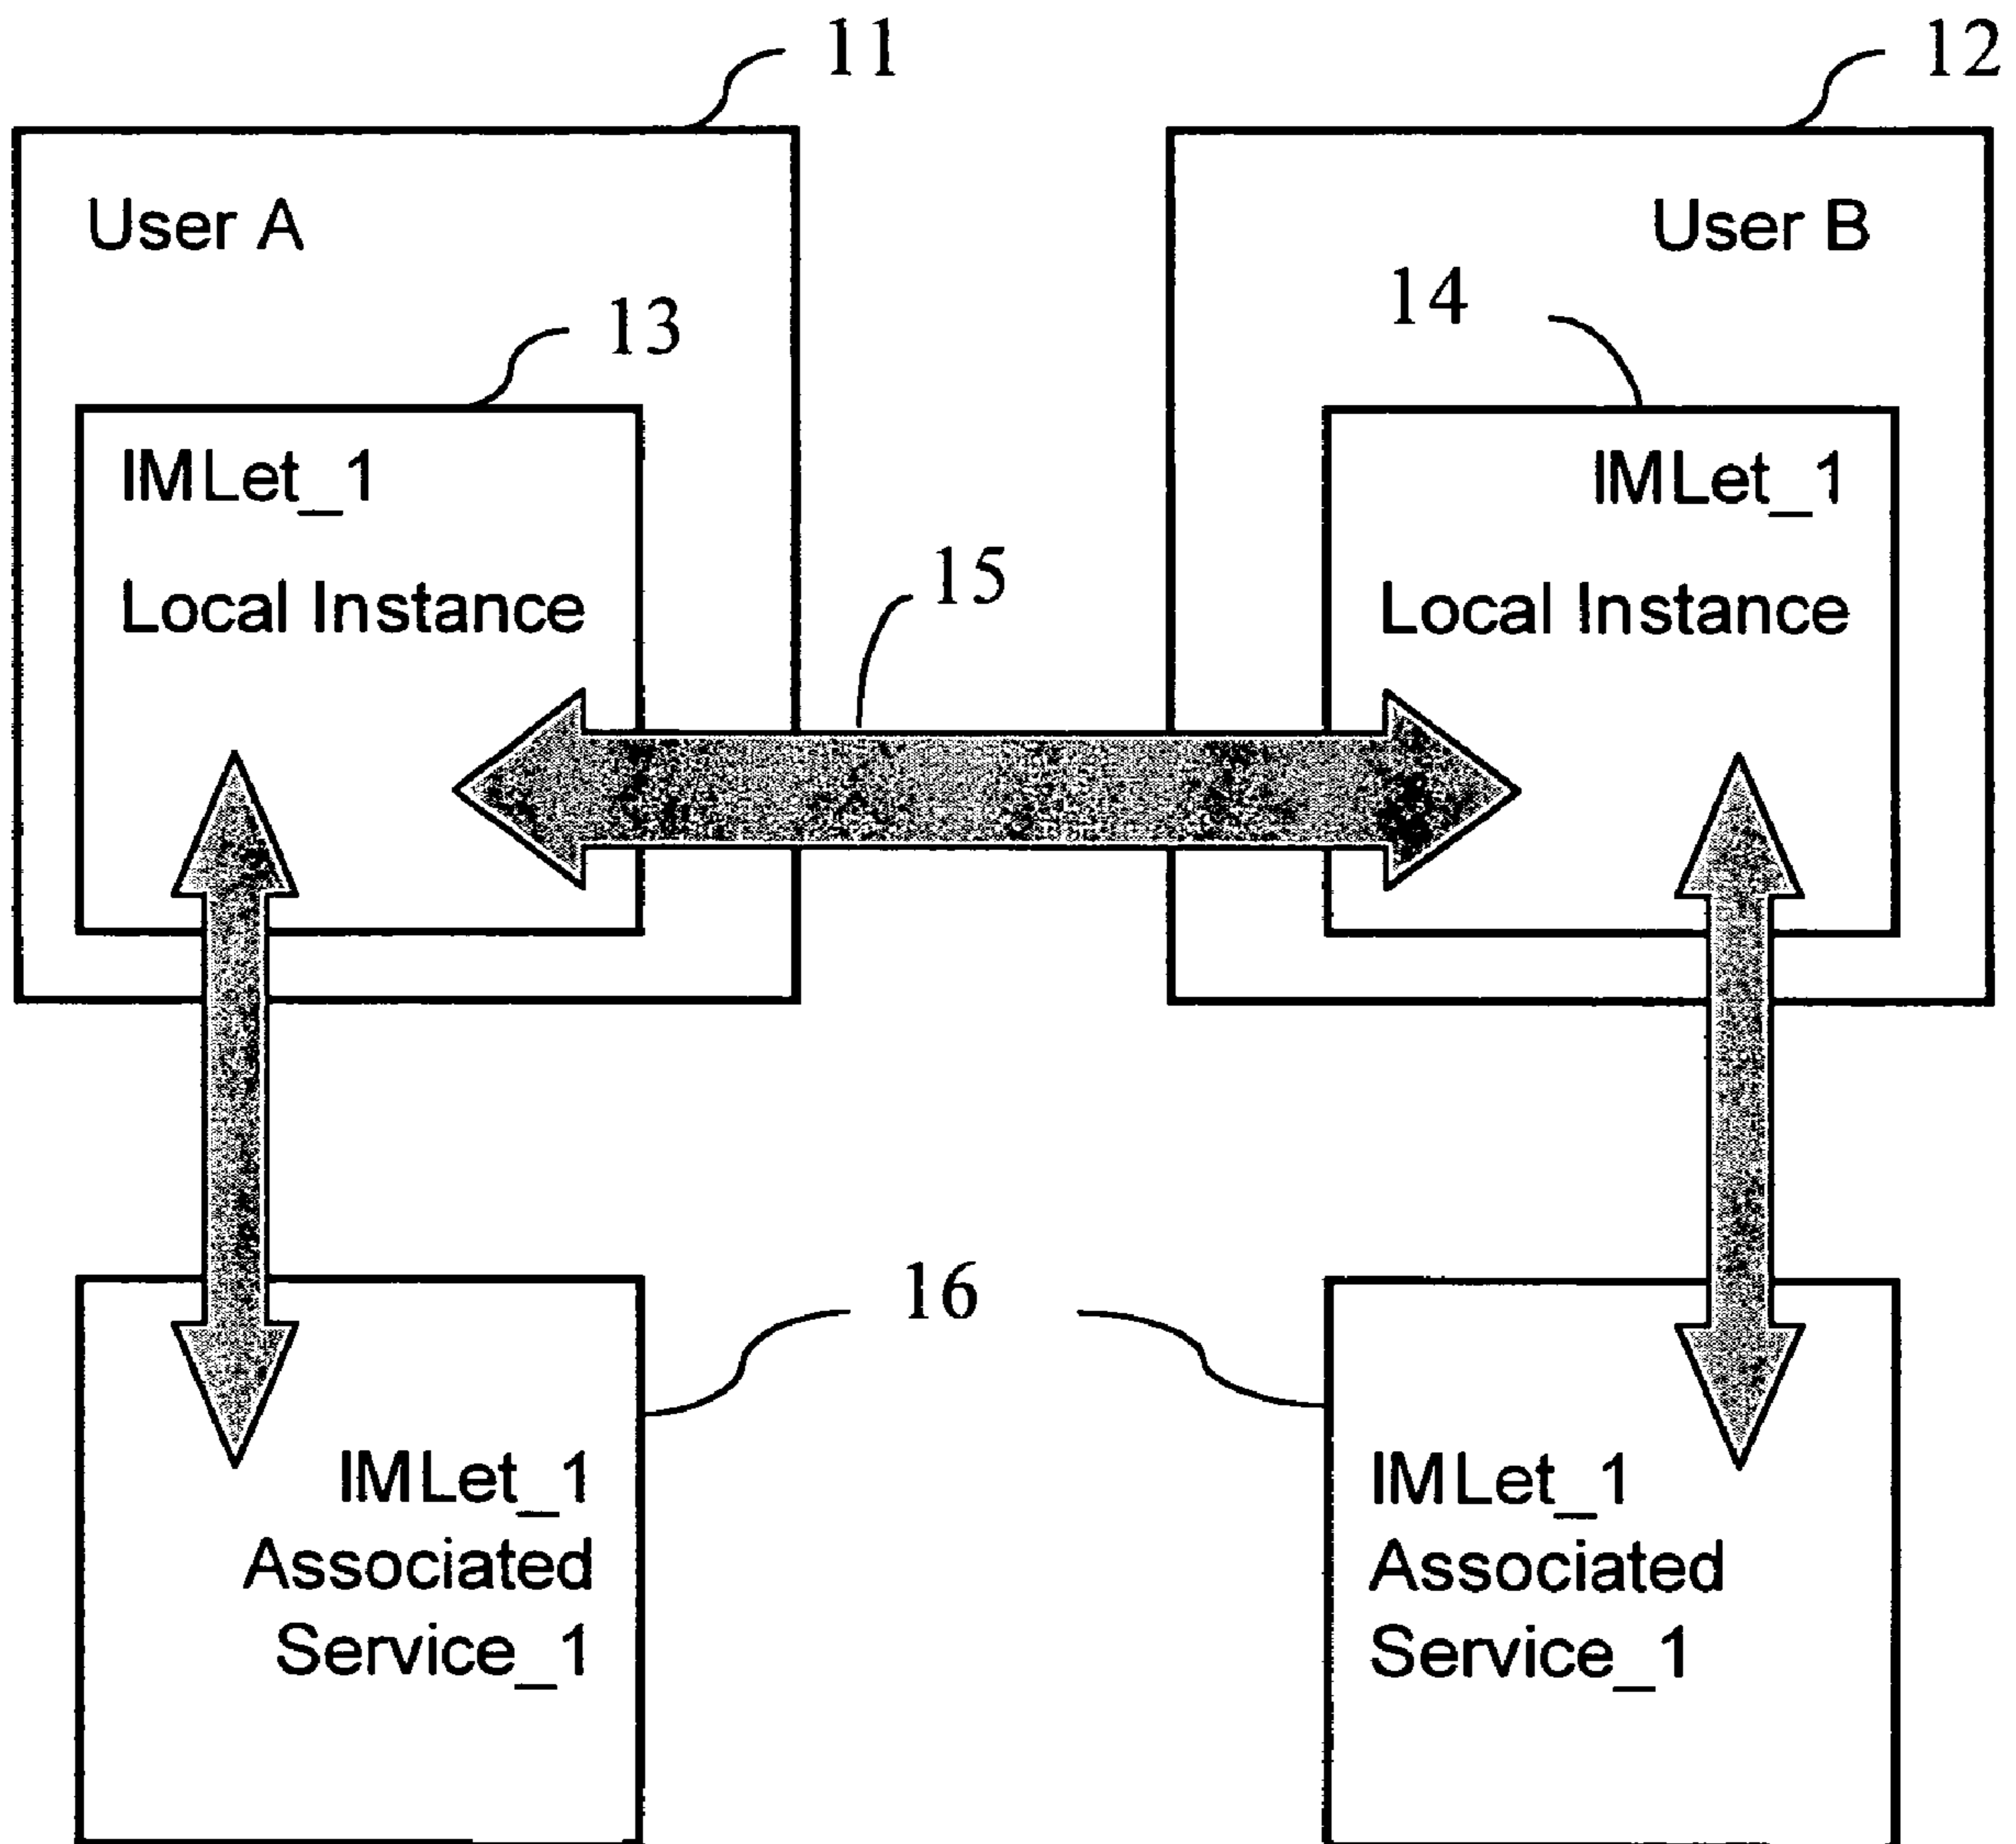 11
12
User A
User B
13
14
IMLet_1
Local Instance
IMLet_1
Local Instance
15
16
IMLet_1
Associated
Service_1
IMLet_1
Associated
Service_1